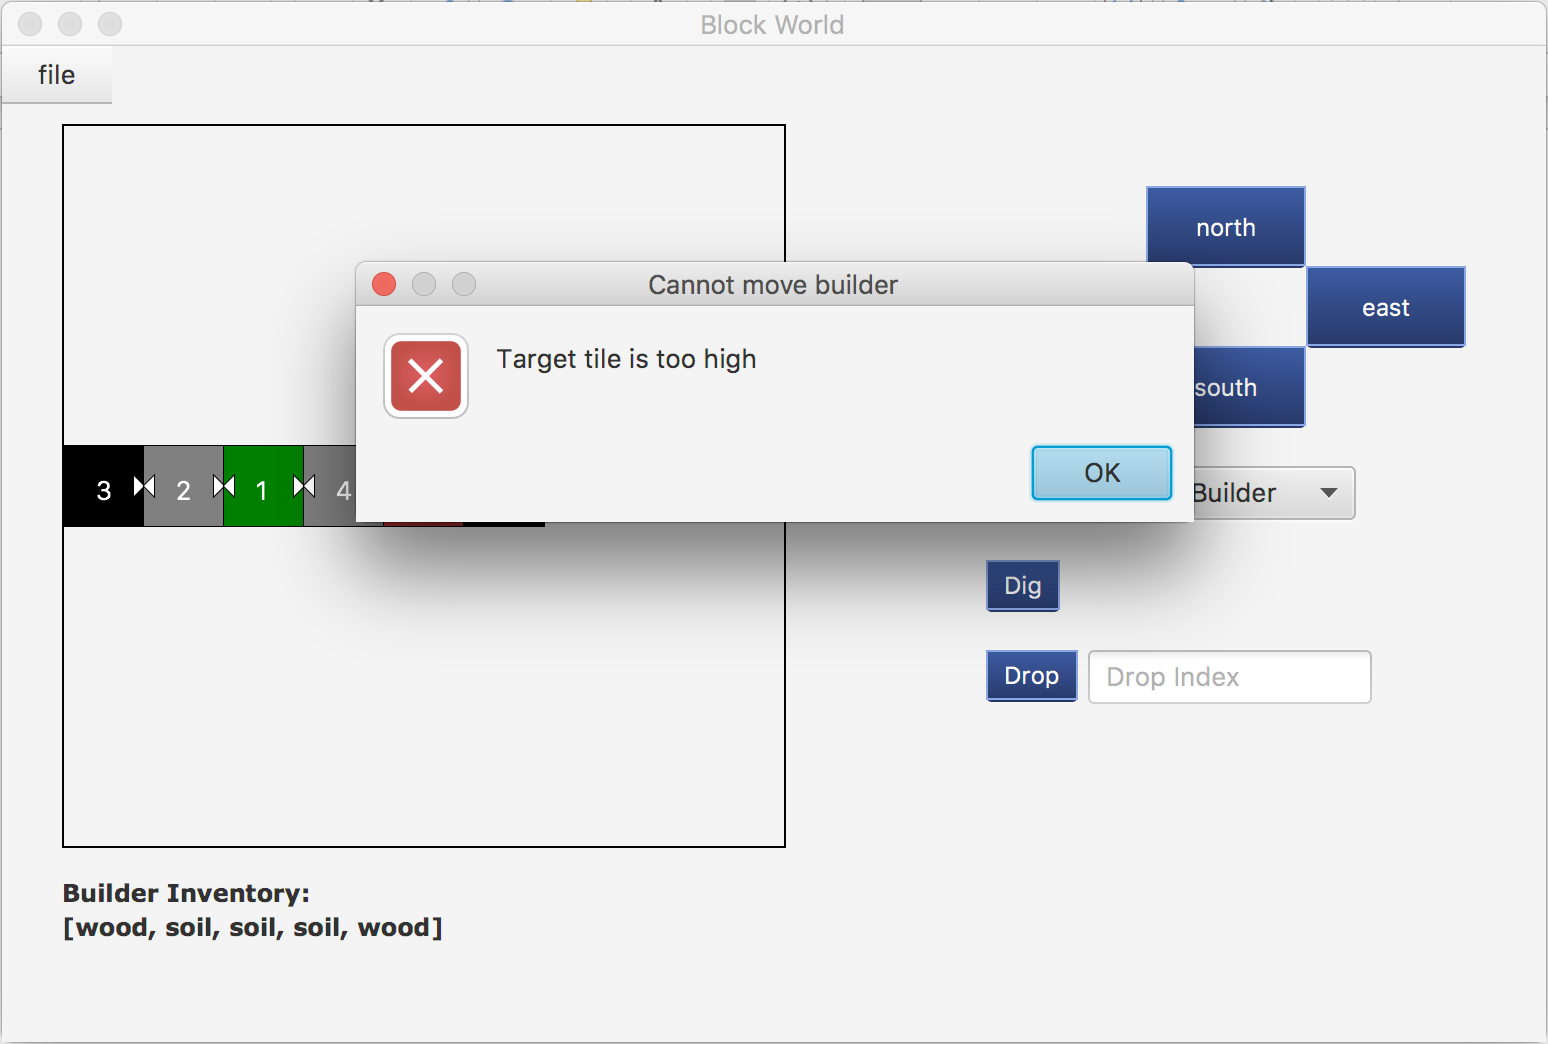 Block World
file
north
Cannot move builder
east
Target tile is too high
south
OK
3 2 1 4
Builder
Dig
Drop
Drop Index
Builder Inventory:
[wood, soil, soil, soil, wood]